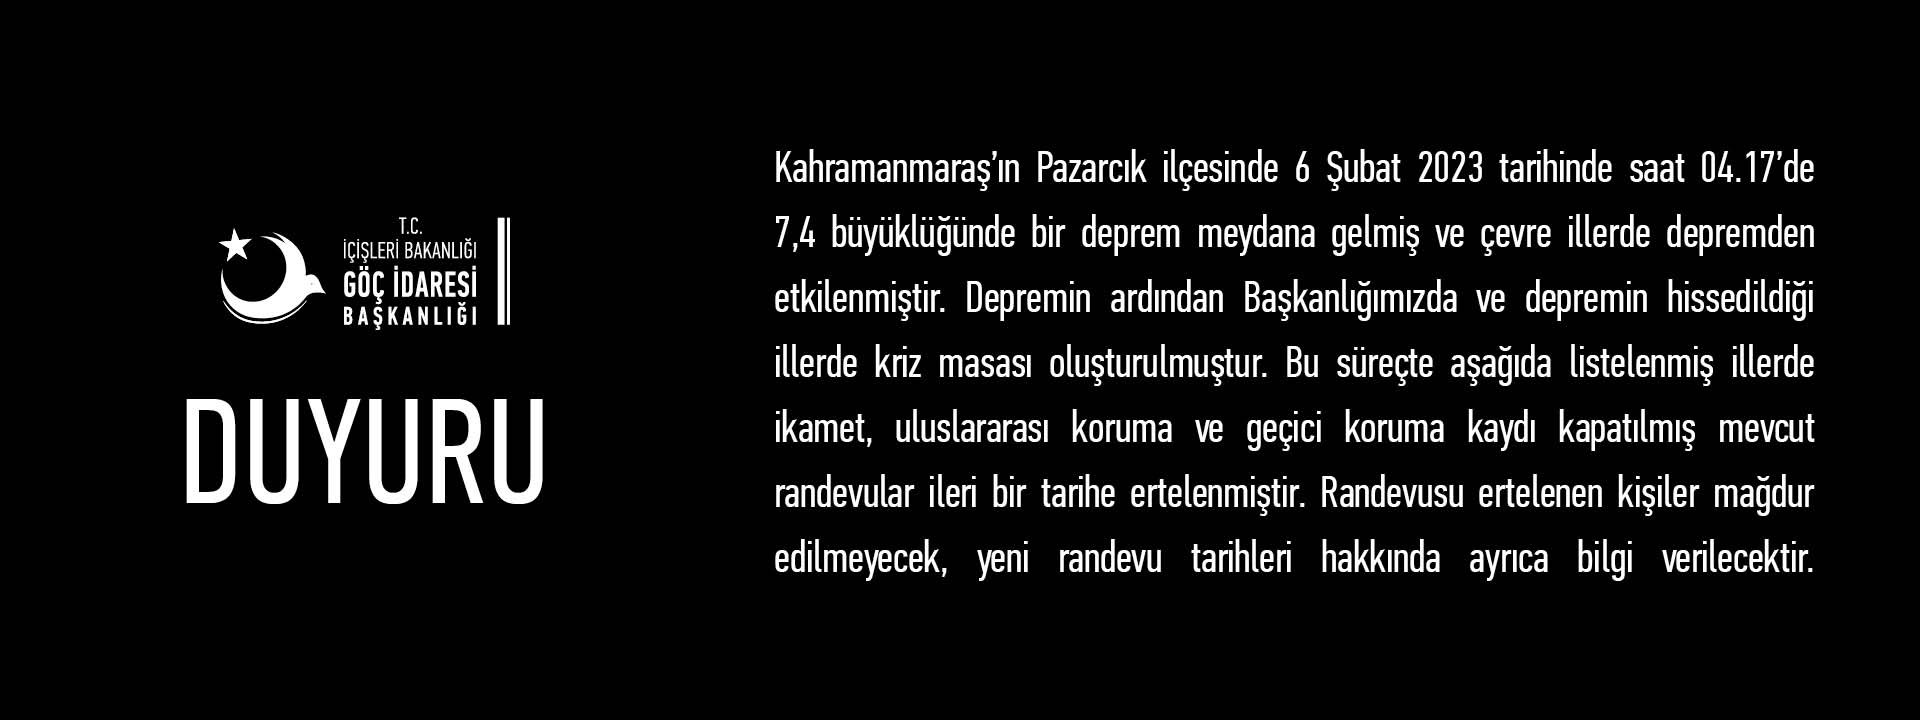 T.C.
İÇİŞLERİ BAKANLIĞI
GÖÇ İDARESİ
BAŞKANLIĞI
DUYURU
Kahramanmaraş’ın Pazarcık ilçesinde 6 Şubat 2023 tarihinde saat 04.17’de
7,4 büyüklüğünde bir deprem meydana gelmiş ve çevre illerde depremden
etkilenmiştir. Depremin ardından Başkanlığımızda ve depremin hissedildiği
illerde kriz masası oluşturulmuştur. Bu süreçte aşağıda listelenmiş illerde
ikamet, uluslararası koruma ve geçici koruma kaydı kapatılmış mevcut
randevular ileri bir tarihe ertelenmiştir. Randevusu ertelenen kişiler mağdur
edilmeyecek, yeni randevu tarihleri hakkında ayrıca bilgi verilecektir.